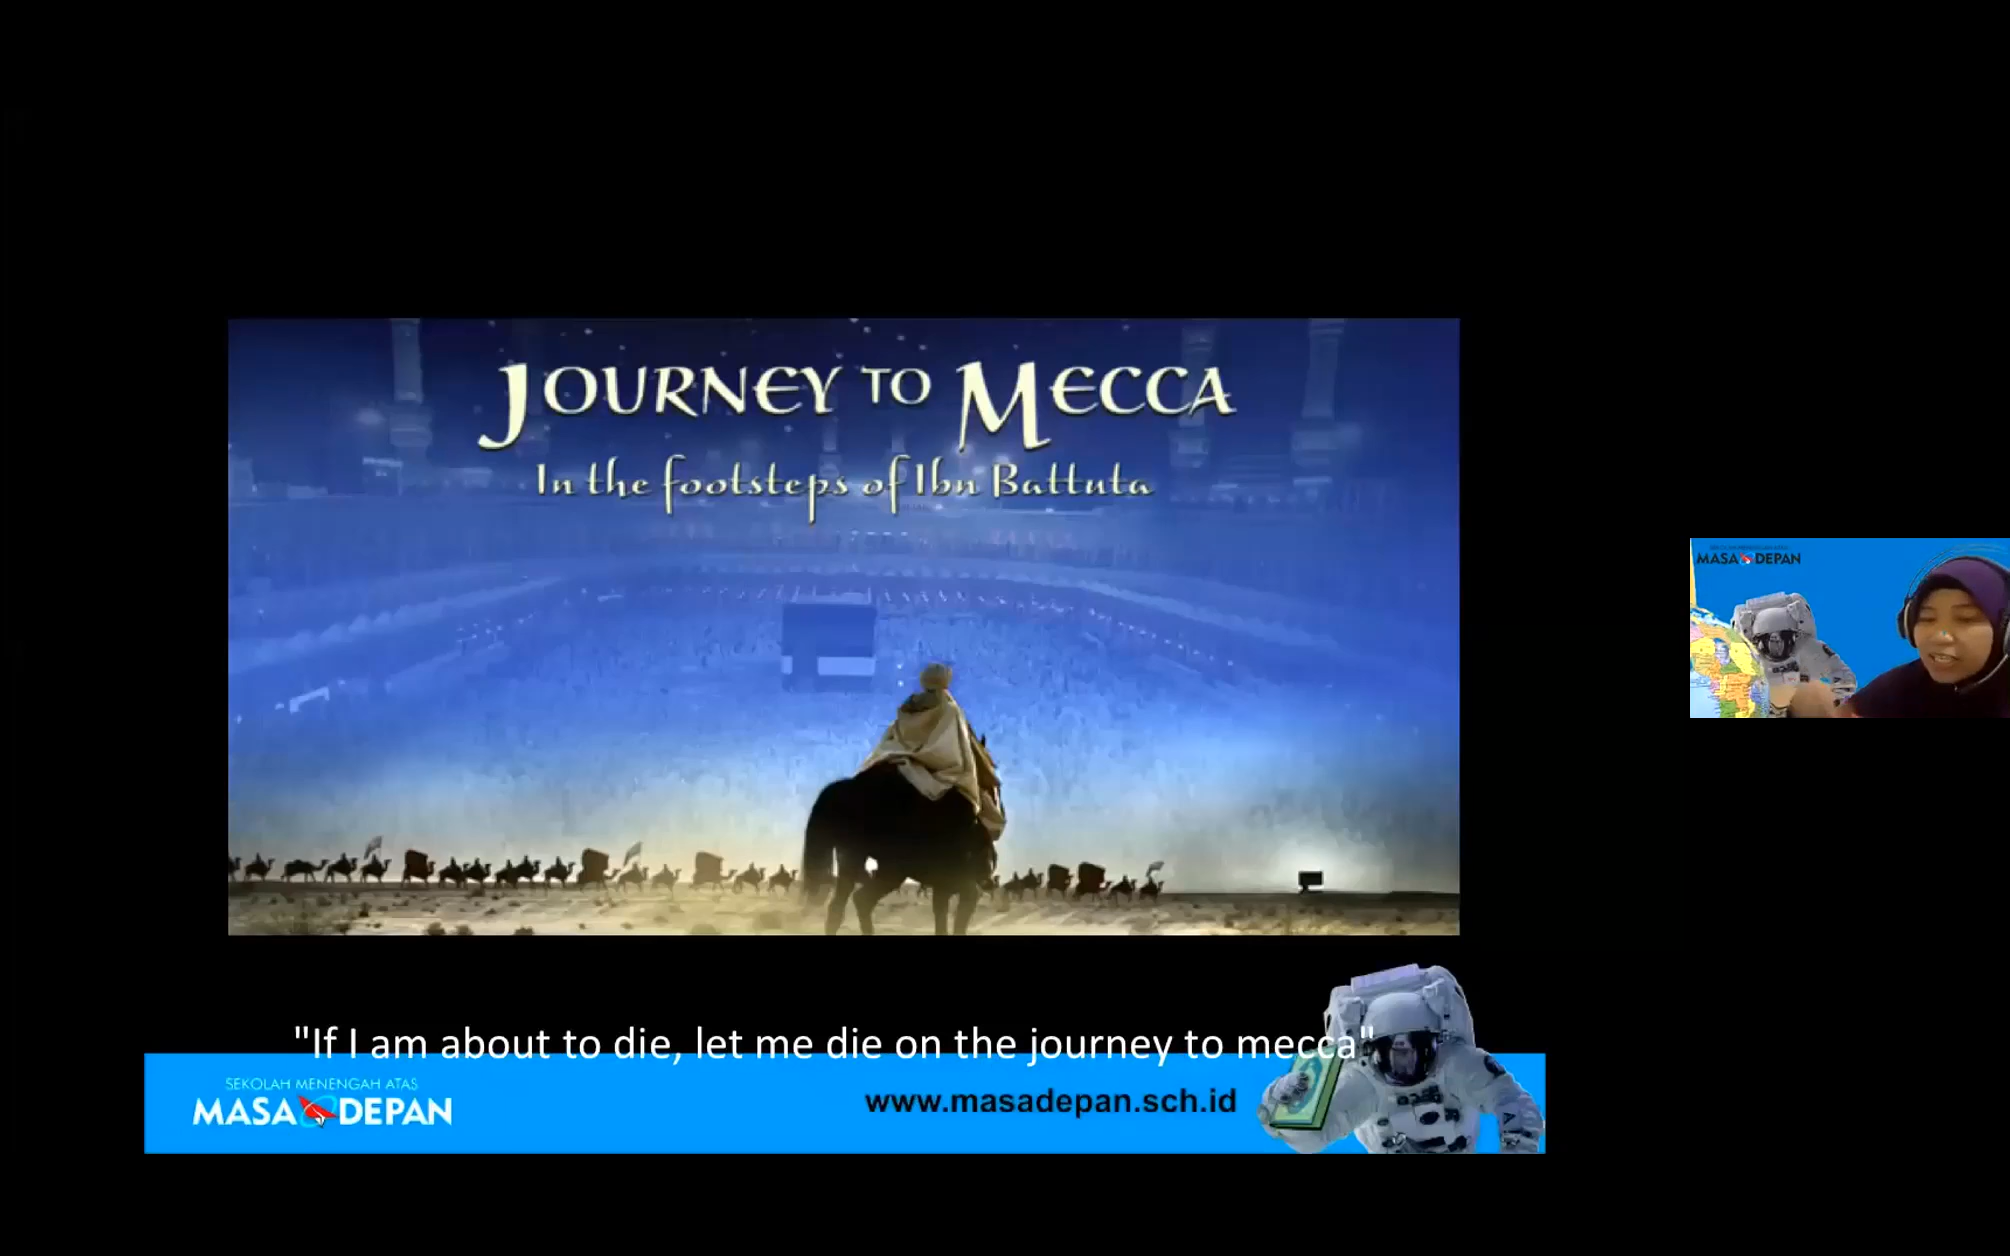 JOURNEY TO MECCA
In the footsteps of Ibn Battuta
MASA DEPAN
"If I am about to die, let me die on the journey to mecca"
SEKOLAH MENENGAH ATAS
MASA DEPAN
www.masadepan.sch.id